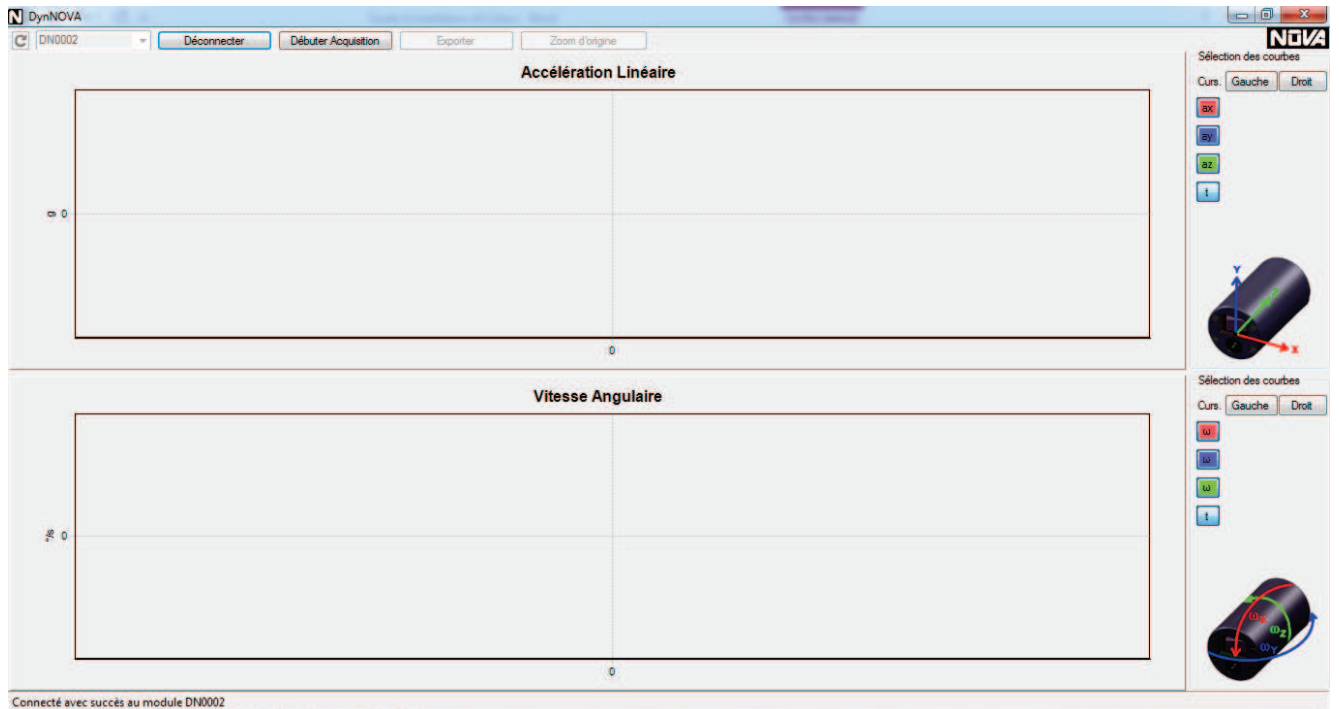 DynNOVA
DN0002 Déconnecter Débuter Acquisition Exporter Zoom d'origine
NOVA
Sélection des courbes
Accélération Linéaire
Curs. Gauche Droit
ax
ay
az
t
g 0
Y
Z
X
0
Sélection des courbes
Vitesse Angulaire
Curs. Gauche Droit
ω
ω
ω
t
°/s 0
ωX
ωZ
ωY
0
Connecté avec succès au module DN0002